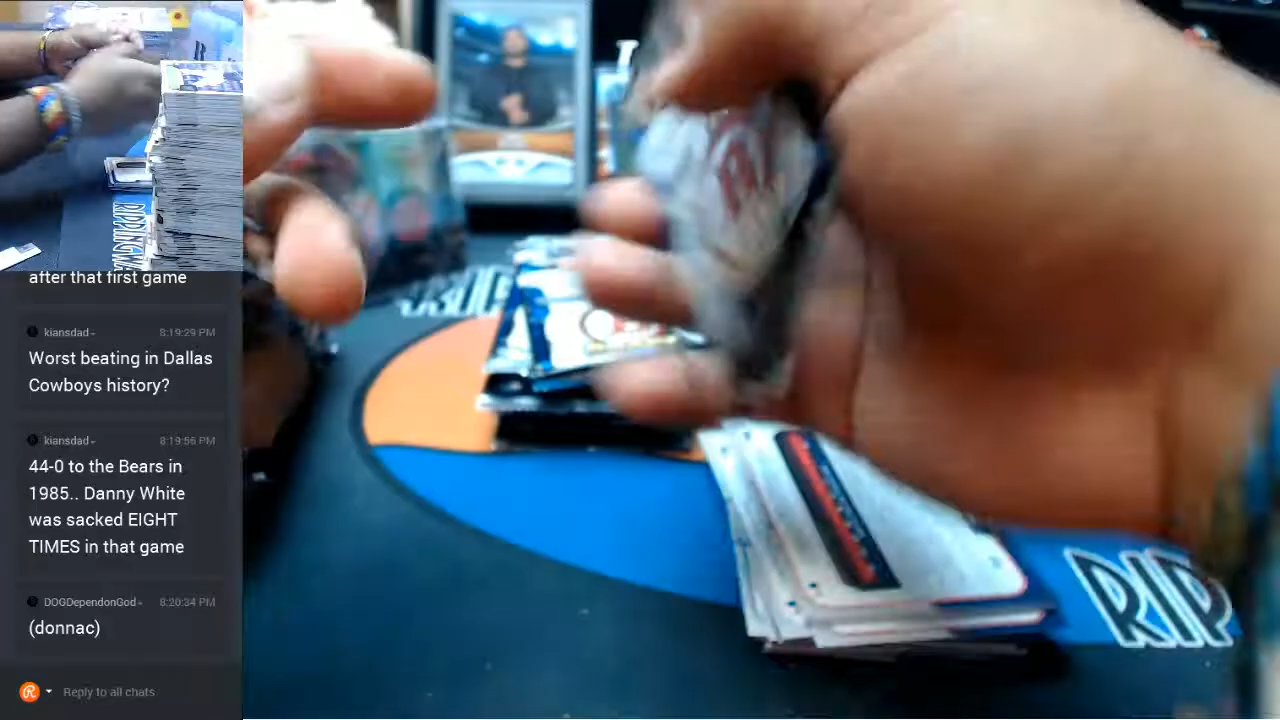 after that first game
kiansdad
8:19:29 PM
Worst beating in Dallas
Cowboys history?
kiansdad
8:19:56 PM
44-0 to the Bears in
1985.. Danny White
was sacked EIGHT
TIMES in that game
DOGDependonGod
8:20:34 PM
(donnac)
Reply to all chats
RIP